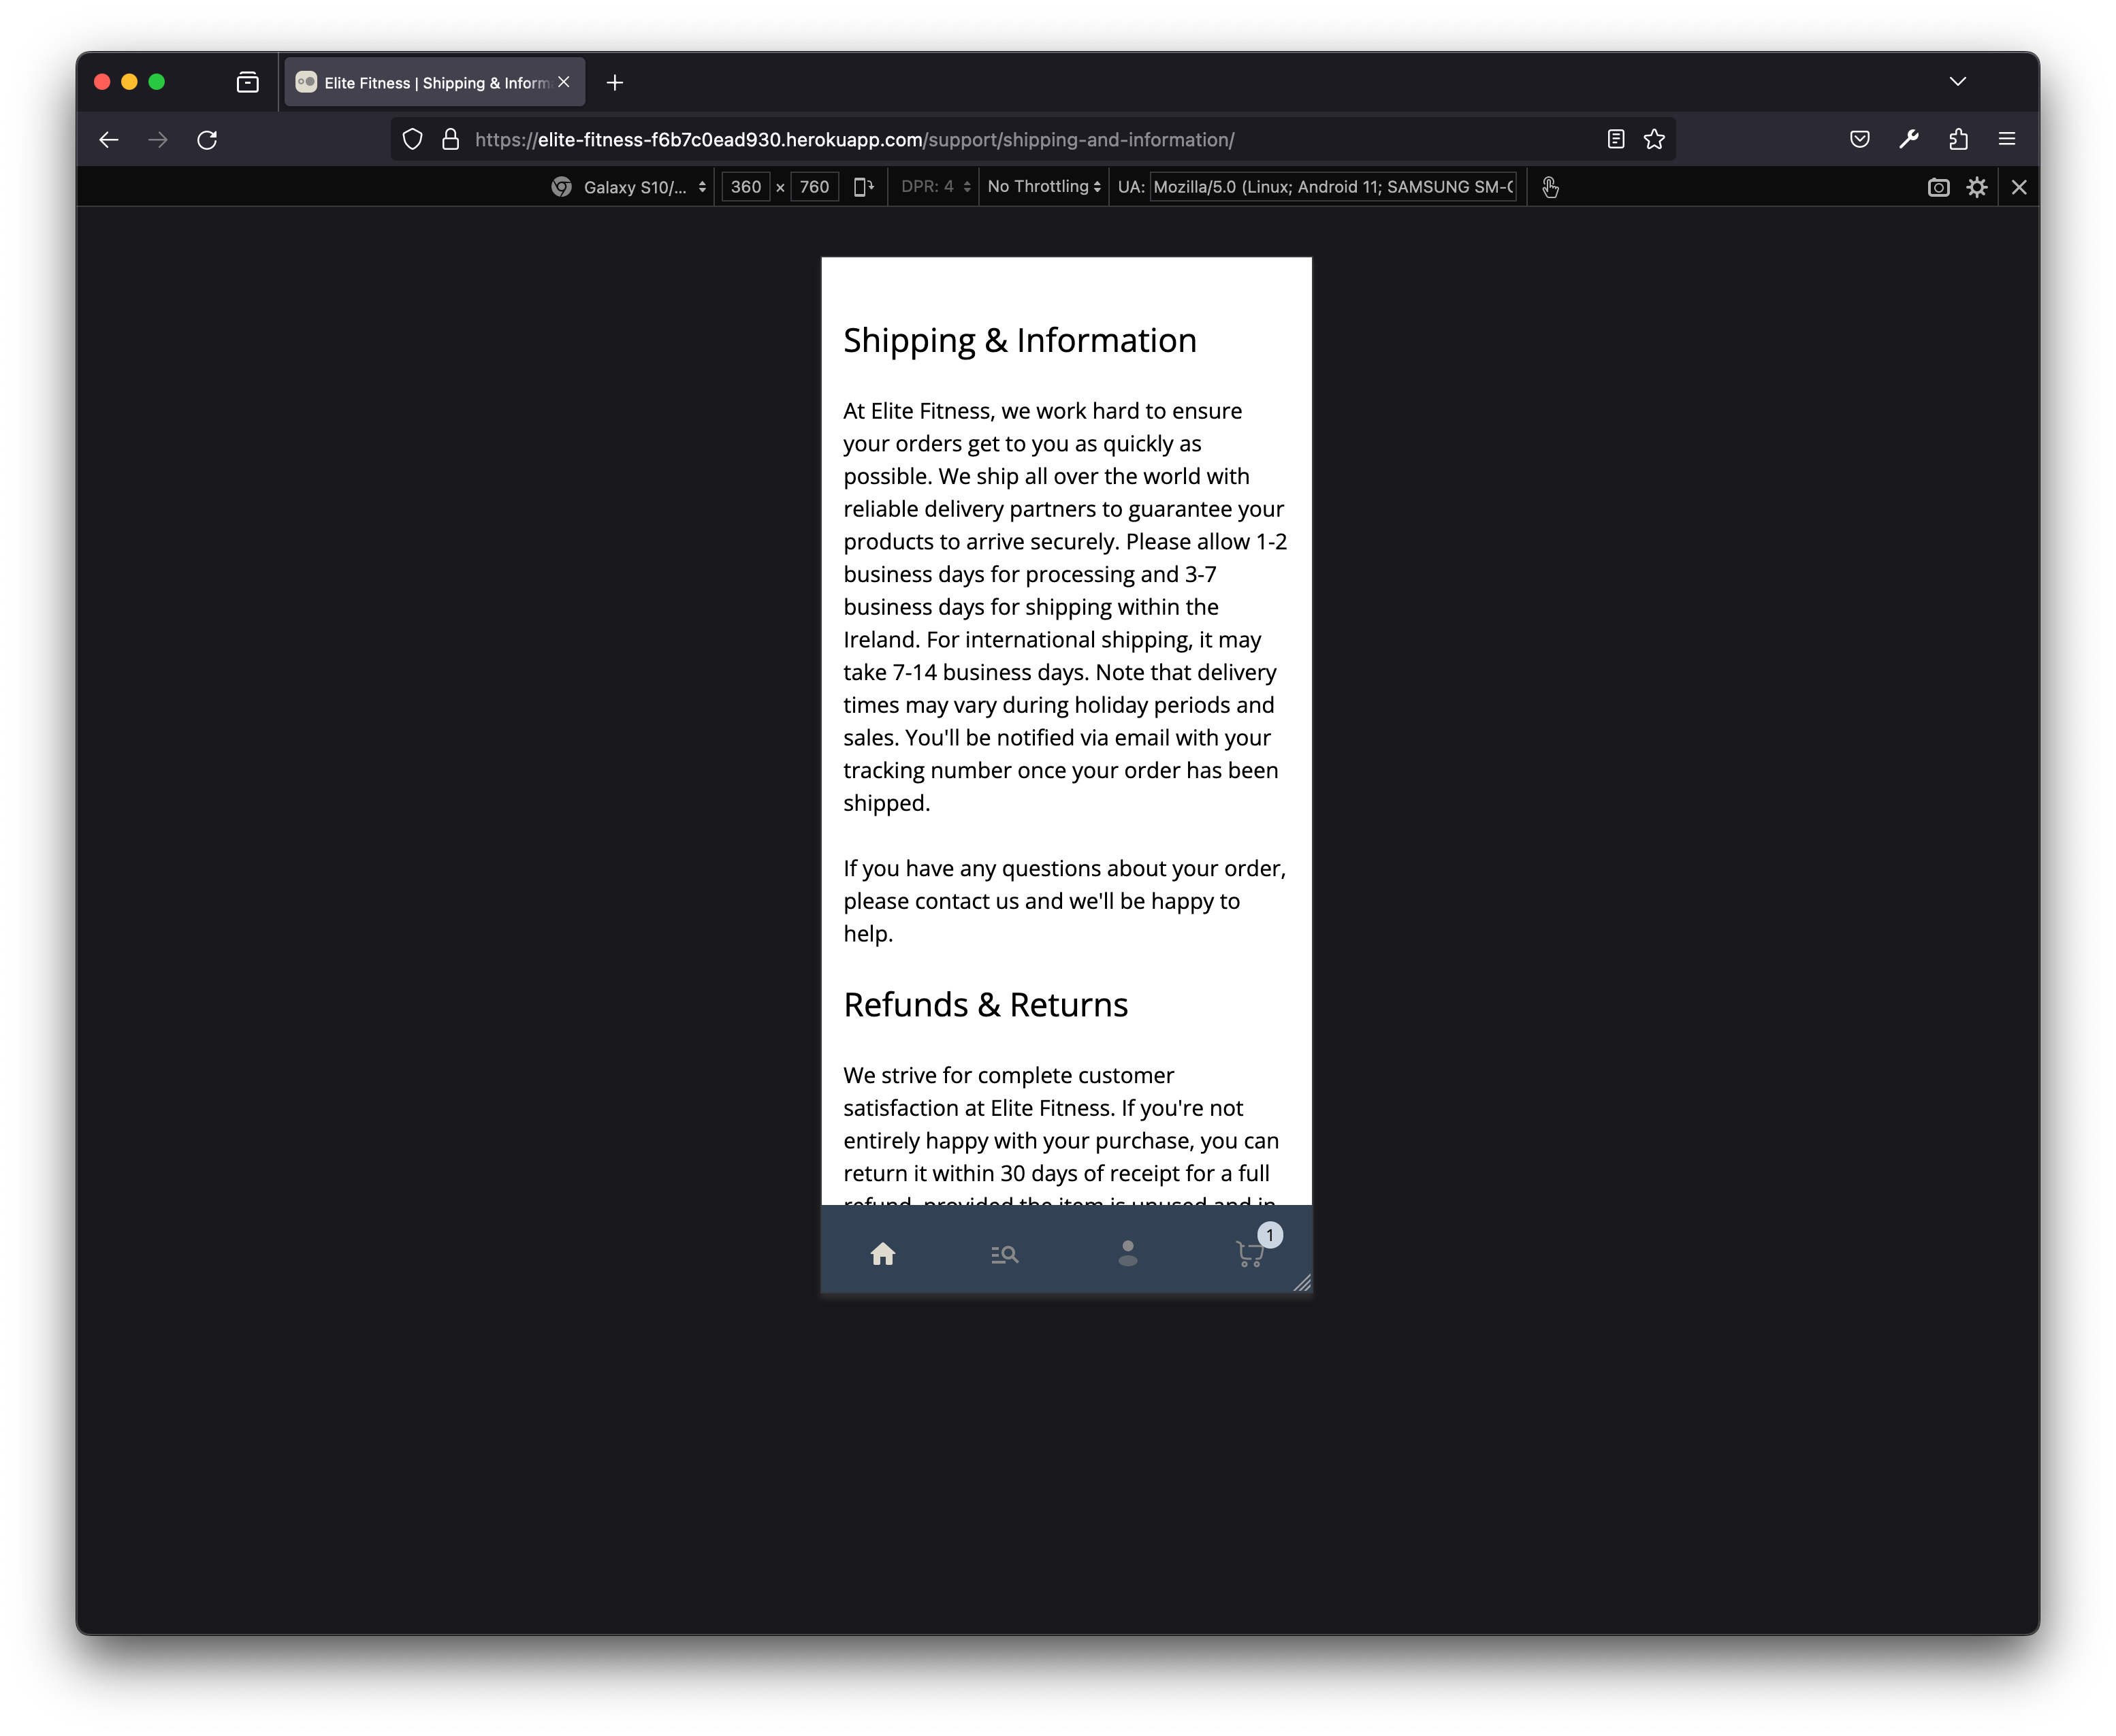 Elite Fitness | Shipping & Inform
https://elite-fitness-f6b7c0ead930.herokuapp.com/support/shipping-and-information/
Galaxy S10/... 360 × 760 DPR: 4 No Throttling UA: Mozilla/5.0 (Linux; Android 11; SAMSUNG SM-
Shipping & Information
At Elite Fitness, we work hard to ensure
your orders get to you as quickly as
possible. We ship all over the world with
reliable delivery partners to guarantee your
products to arrive securely. Please allow 1-2
business days for processing and 3-7
business days for shipping within the
Ireland. For international shipping, it may
take 7-14 business days. Note that delivery
times may vary during holiday periods and
sales. You'll be notified via email with your
tracking number once your order has been
shipped.
If you have any questions about your order,
please contact us and we'll be happy to
help.
Refunds & Returns
We strive for complete customer
satisfaction at Elite Fitness. If you're not
entirely happy with your purchase, you can
return it within 30 days of receipt for a full
refund, provided the item is unused and in
1